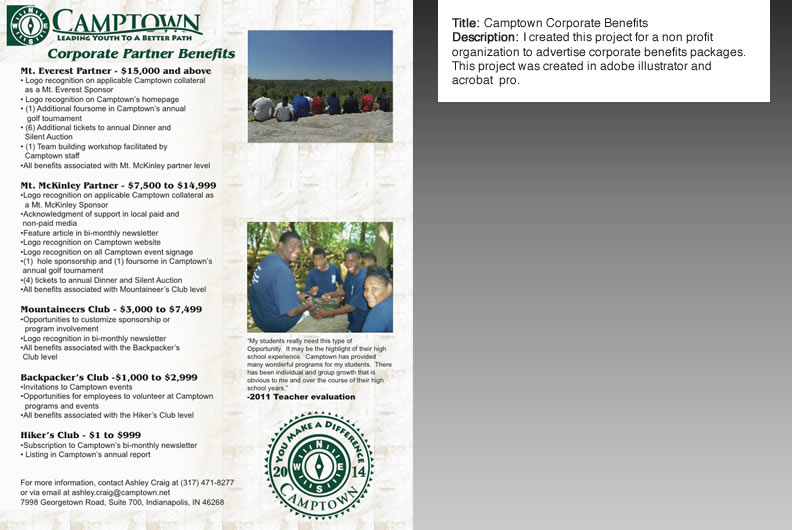 CAMPTOWN
LEADING YOUTH TO A BETTER PATH
Corporate Partner Benefits
Mt. Everest Partner - $15,000 and above
• Logo recognition on applicable Camptown collateral
as a Mt. Everest Sponsor
• Logo recognition on Camptown's homepage
• (1) Additional foursome in Camptown's annual
golf tournament
• (6) Additional tickets to annual Dinner and
Silent Auction
• (1) Team building workshop facilitated by
Camptown staff
•All benefits associated with Mt. McKinley partner level
Mt. McKinley Partner - $7,500 to $14,999
•Logo recognition on applicable Camptown collateral as
a Mt. McKinley Sponsor
•Acknowledgment of support in local paid and
non-paid media
•Feature article in bi-monthly newsletter
•Logo recognition on Camptown website
•Logo recognition on all Camptown event signage
•(1) hole sponsorship and (1) foursome in Camptown's
annual golf tournament
•(4) tickets to annual Dinner and Silent Auction
•All benefits associated with Mountaineer's Club level
Mountaineers Club - $3,000 to $7,499
•Opportunities to customize sponsorship or
program involvement
•Logo recognition in bi-monthly newsletter
•All benefits associated with the Backpacker's
Club level
Backpacker's Club -$1,000 to $2,999
•Invitations to Camptown events
•Opportunities for employees to volunteer at Camptown
programs and events
•All benefits associated with the Hiker's Club level
Hiker's Club - $1 to $999
•Subscription to Camptown's bi-monthly newsletter
• Listing in Camptown's annual report
For more information, contact Ashley Craig at (317) 471-8277
or via email at ashley.craig@camptown.net
7998 Georgetown Road, Suite 700, Indianapolis, IN 46268
"My students really need this type of
Opportunity. It may be the highlight of their high
school experience. Camptown has provided
many wonderful programs for my students. There
has been individual and group growth that is
obvious to me and over the course of their high
school years."
-2011 Teacher evaluation
YOU MAKE A DIFFERENCE
N
W E
S
20 14
CAMPTOWN
Title: Camptown Corporate Benefits
Description: I created this project for a non profit
organization to advertise corporate benefits packages.
This project was created in adobe illustrator and
acrobat pro.